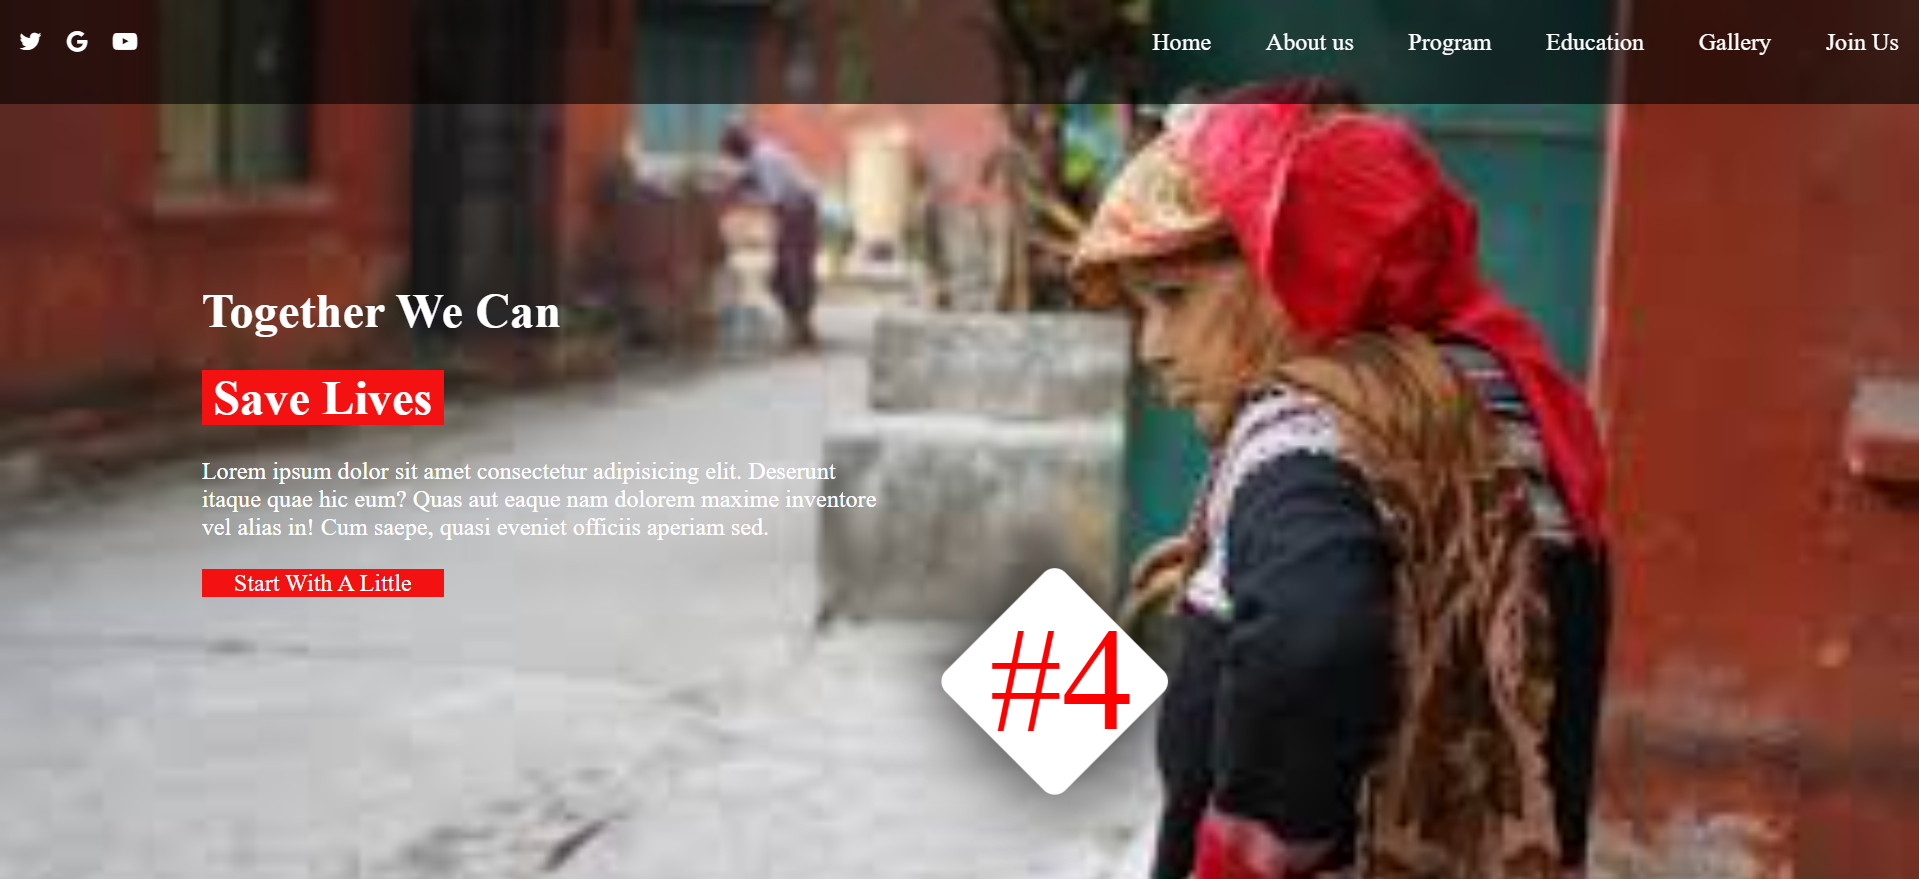 Home
About us
Program
Education
Gallery
Join Us
Together We Can
Save Lives
Lorem ipsum dolor sit amet consectetur adipisicing elit. Deserunt
itaque quae hic eum? Quas aut eaque nam dolorem maxime inventore
vel alias in! Cum saepe, quasi eveniet officiis aperiam sed.
Start With A Little
#4